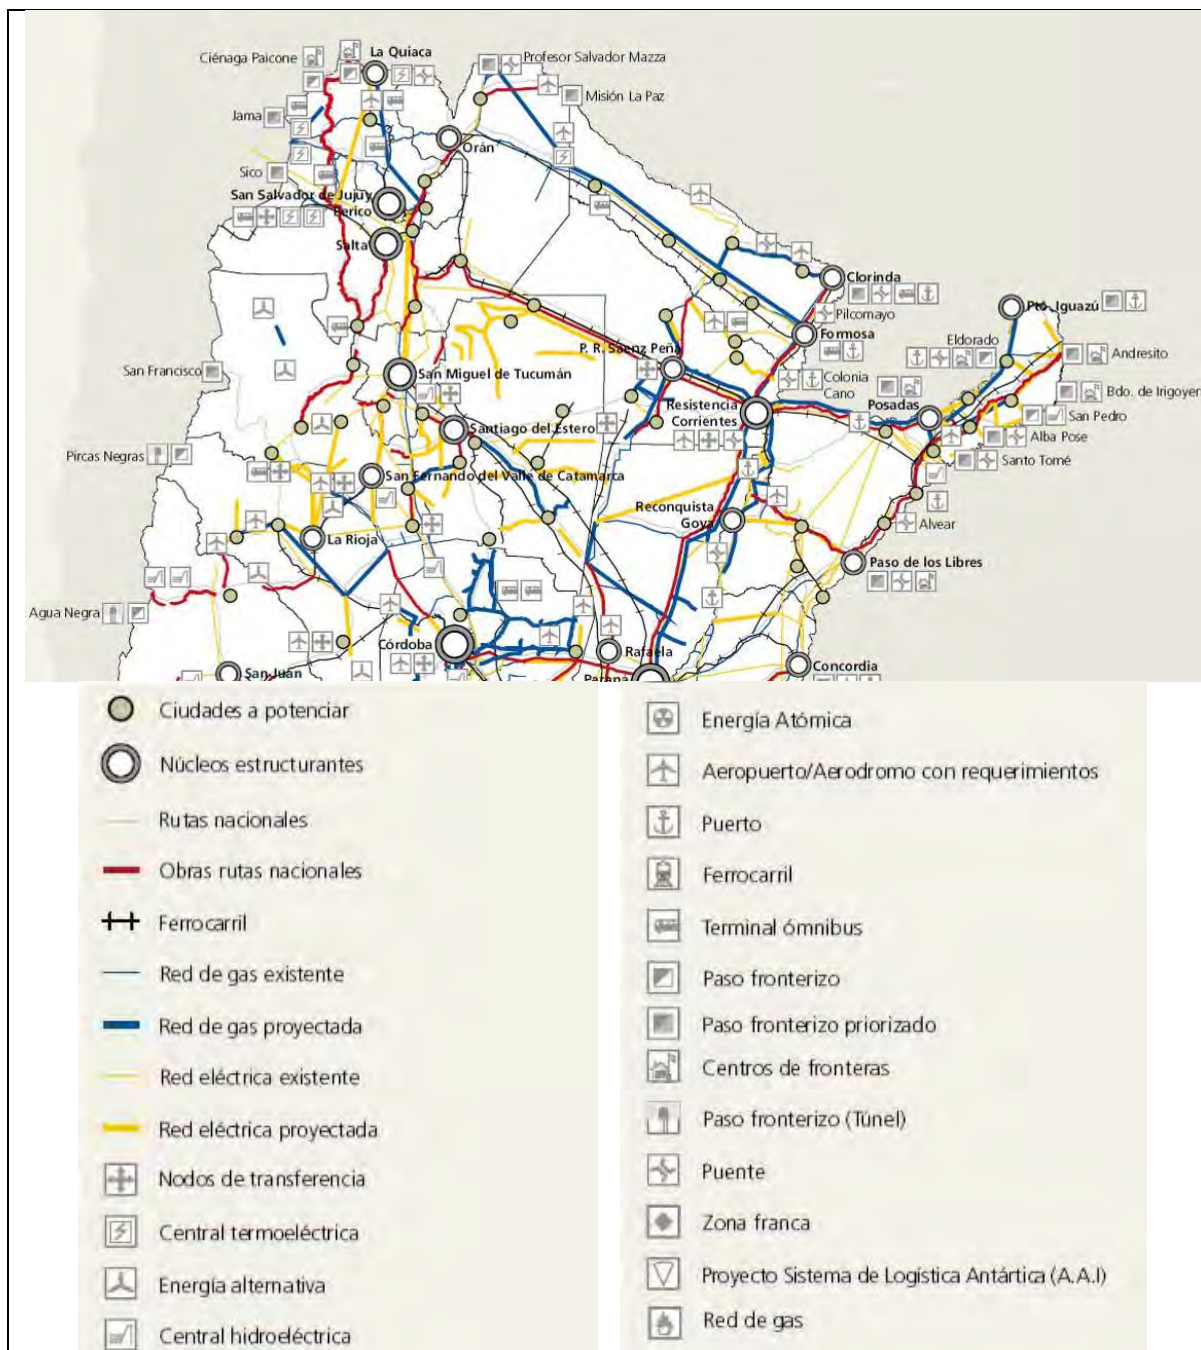 Ciénaga Paicone
La Quiaca
Profesor Salvador Mazza
Misión La Paz
Jama
Orán
Sico
San Salvador de Jujuy
Perico
Salta
Clorinda
Pilcomayo
Pto. Iguazú
Formosa
Eldorado
Andresito
P. R. Sáenz Peña
San Francisco
San Miguel de Tucumán
Colonia
Cano
Bdo. de Irigoyen
Resistencia
Corrientes
Posadas
San Pedro
Santiago del Estero
Alba Pose
Pircas Negras
Santo Tomé
San Fernando del Valle de Catamarca
Reconquista
Goya
Alvear
La Rioja
Paso de los Libres
Agua Negra
Córdoba
Rafaela
Concordia
San Juan
Paraná
Ciudades a potenciar
Núcleos estructurantes
Rutas nacionales
Obras rutas nacionales
Ferrocarril
Red de gas existente
Red de gas proyectada
Red eléctrica existente
Red eléctrica proyectada
Nodos de transferencia
Central termoeléctrica
Energía alternativa
Central hidroeléctrica
Energía Atómica
Aeropuerto/Aerodromo con requerimientos
Puerto
Ferrocarril
Terminal ómnibus
Paso fronterizo
Paso fronterizo priorizado
Centros de fronteras
Paso fronterizo (Túnel)
Puente
Zona franca
Proyecto Sistema de Logística Antártica (A.A.I)
Red de gas